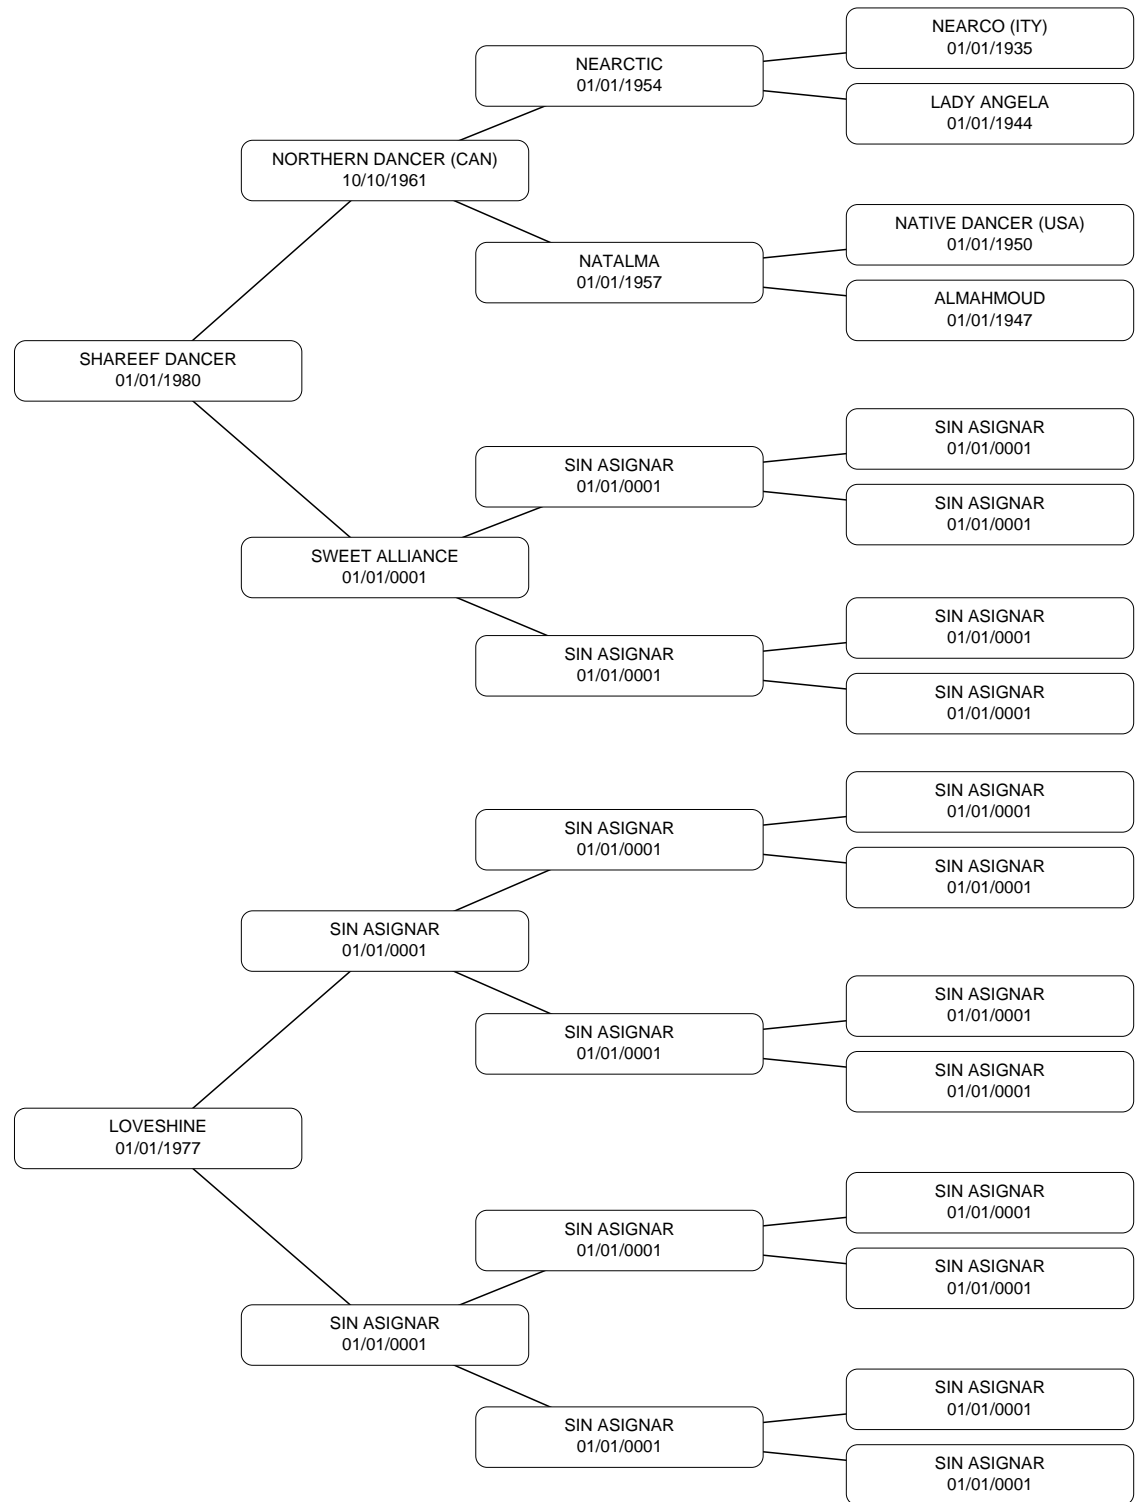 NEARCO (ITY)
01/01/1935
NEARCTIC
01/01/1954
LADY ANGELA
01/01/1944
NORTHERN DANCER (CAN)
10/10/1961
NATIVE DANCER (USA)
01/01/1950
NATALMA
01/01/1957
ALMAHMOUD
01/01/1947
SHAREEF DANCER
01/01/1980
SIN ASIGNAR
01/01/0001
SIN ASIGNAR
01/01/0001
SIN ASIGNAR
01/01/0001
SWEET ALLIANCE
01/01/0001
SIN ASIGNAR
01/01/0001
SIN ASIGNAR
01/01/0001
SIN ASIGNAR
01/01/0001
SIN ASIGNAR
01/01/0001
SIN ASIGNAR
01/01/0001
SIN ASIGNAR
01/01/0001
SIN ASIGNAR
01/01/0001
SIN ASIGNAR
01/01/0001
SIN ASIGNAR
01/01/0001
SIN ASIGNAR
01/01/0001
LOVESHINE
01/01/1977
SIN ASIGNAR
01/01/0001
SIN ASIGNAR
01/01/0001
SIN ASIGNAR
01/01/0001
SIN ASIGNAR
01/01/0001
SIN ASIGNAR
01/01/0001
SIN ASIGNAR
01/01/0001
SIN ASIGNAR
01/01/0001